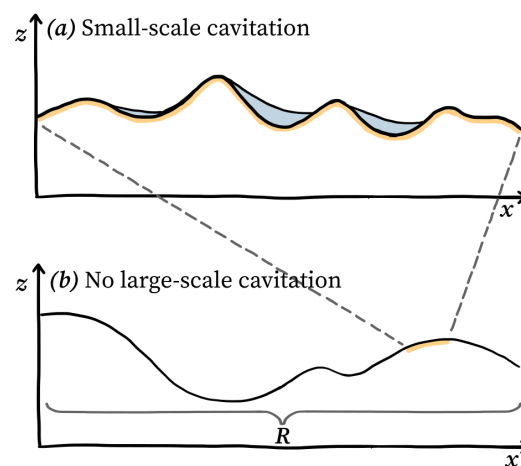 z (a) Small-scale cavitation
x
z (b) No large-scale cavitation
R
x